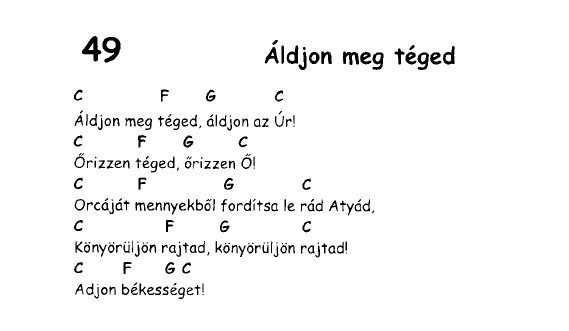 49 Áldjon meg téged
C F G C
Áldjon meg téged, áldjon az Úr!
C F G C
Őrizzen téged, őrizzen Ő!
C F G C
Orcáját mennyekből fordítsa le rád Atyád,
C F G C
Könyörüljön rajtad, könyörüljön rajtad!
C F G C
Adjon békességet!